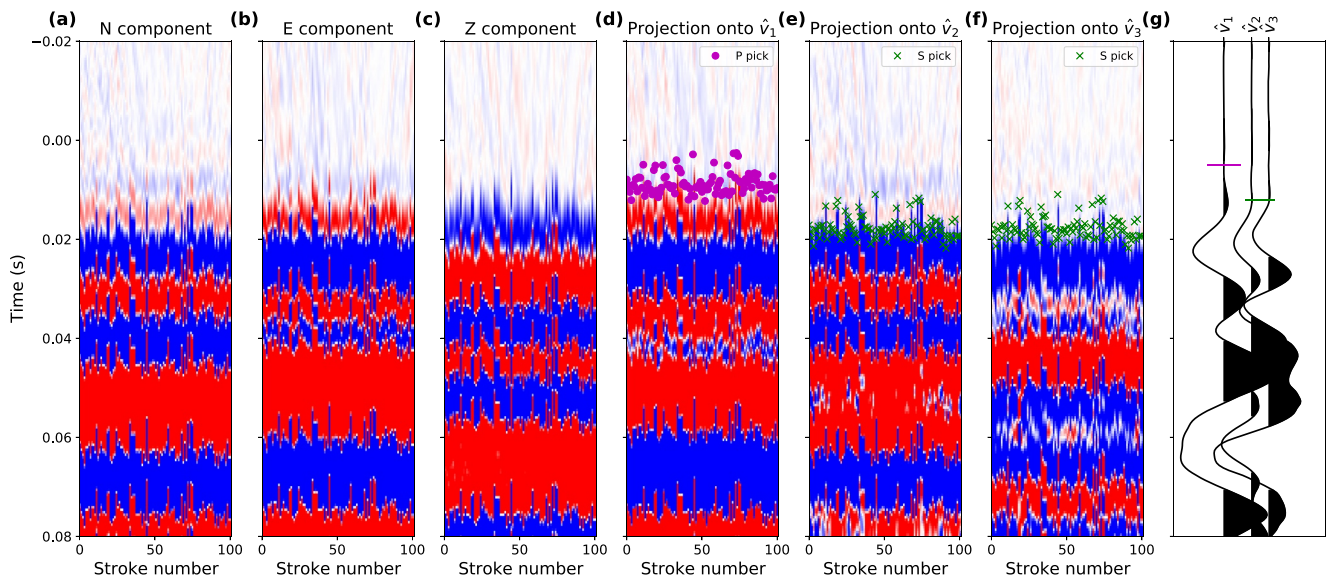 (a) N component
(b) E component
(c) Z component
(d) Projection onto v̂₁
(e) Projection onto v̂₂
(f) Projection onto v̂₃
(g)
v̂₁
v̂₂
v̂₃
P pick
S pick
S pick
Time (s)
−0.02
0.00
0.02
0.04
0.06
0.08
0 50 100
0 50 100
0 50 100
0 50 100
0 50 100
0 50 100
Stroke number
Stroke number
Stroke number
Stroke number
Stroke number
Stroke number